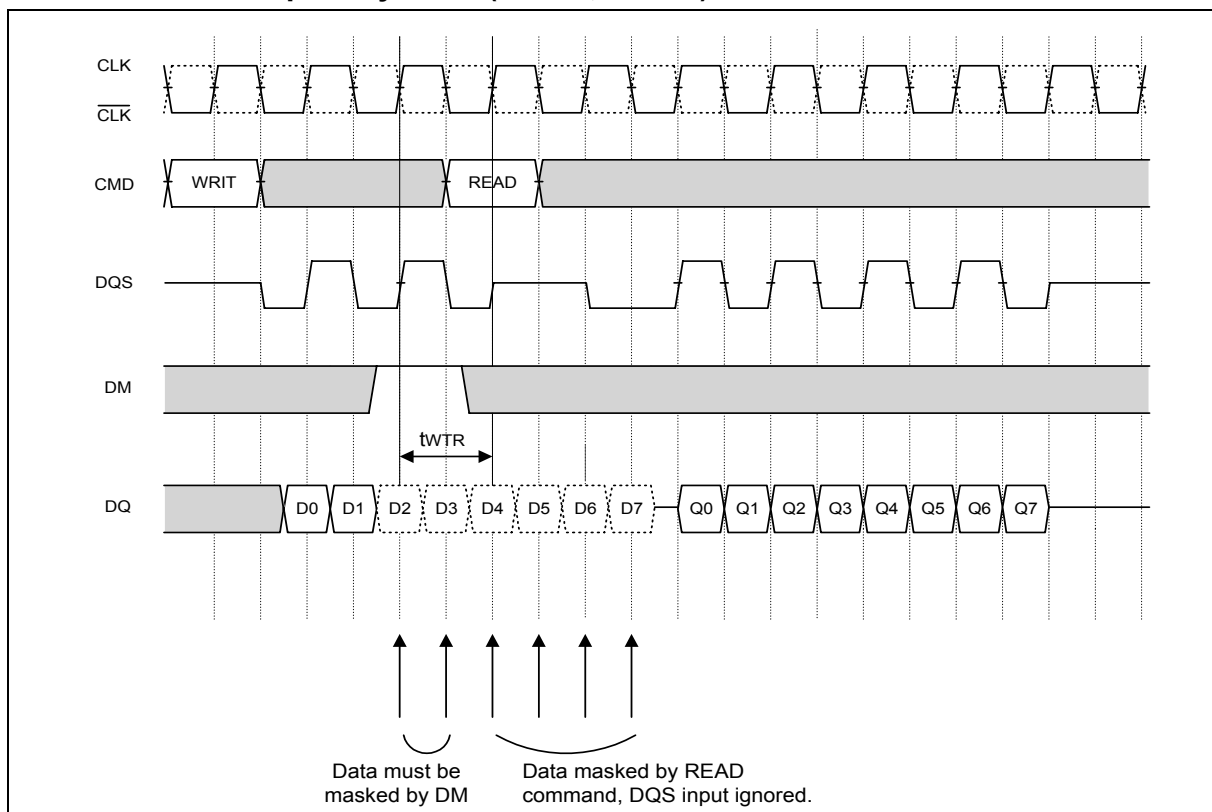 CLK
CLK
CMD WRIT READ
DQS
DM
tWTR
DQ D0 D1 D2 D3 D4 D5 D6 D7 Q0 Q1 Q2 Q3 Q4 Q5 Q6 Q7
Data must be
masked by DM
Data masked by READ
command, DQS input ignored.